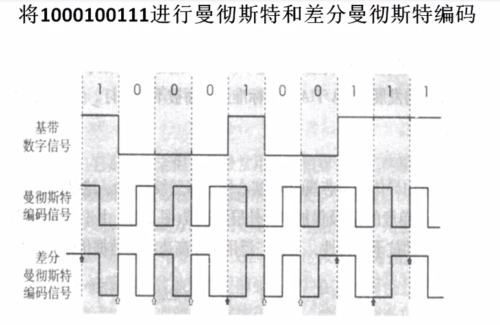 将1000100111进行曼彻斯特和差分曼彻斯特编码
1 0 0 0 1 0 0 1 1 1
基带
数字信号
曼彻斯特
编码信号
差分
曼彻斯特
编码信号